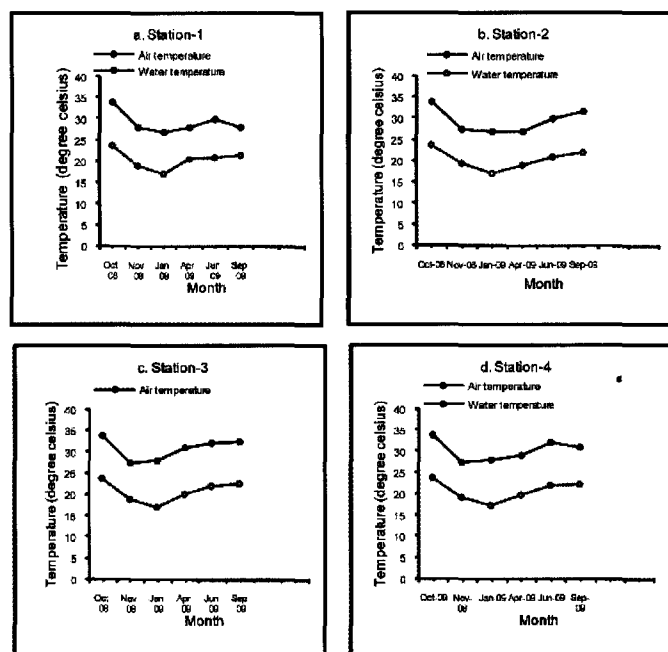 a. Station-1
Air temperature
Water temperature
Temperature (degree celsius)
40
35
30
25
20
15
10
5
0
Oct Nov Jan Apr Jun Sep
08 08 09 09 09 09
Month
b. Station-2
Air temperature
Water temperature
Temperature (degree celsius)
40
35
30
25
20
15
10
5
0
Oct-08 Nov-08 Jan-09 Apr-09 Jun-09 Sep-09
Month
c. Station-3
Air temperature
Temperature (degree celsius)
40
35
30
25
20
15
10
5
0
Oct Nov Jan Apr Jun Sep
08 08 09 09 09 09
Month
d. Station-4
Air temperature
Water temperature
Temperature (degree celsius)
40
35
30
25
20
15
10
5
0
Oct-09 Nov- Jan-09 Apr-09 Jun-09 Sep-
08 09
Month